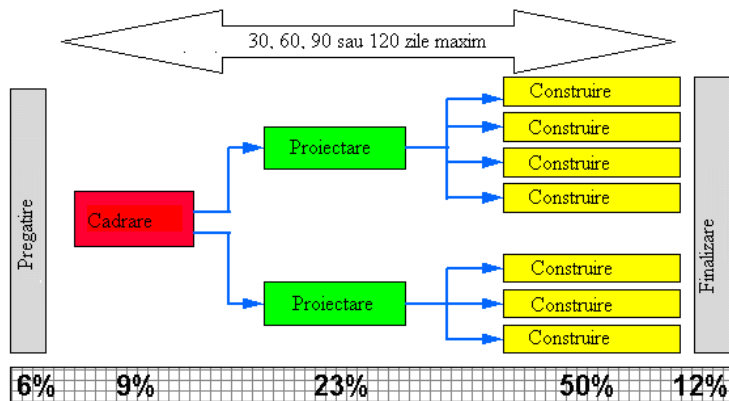 30, 60, 90 sau 120 zile maxim
Pregatire
Cadrare
Proiectare
Construire
Construire
Construire
Construire
Proiectare
Construire
Construire
Construire
Finalizare
6% 9% 23% 50% 12%